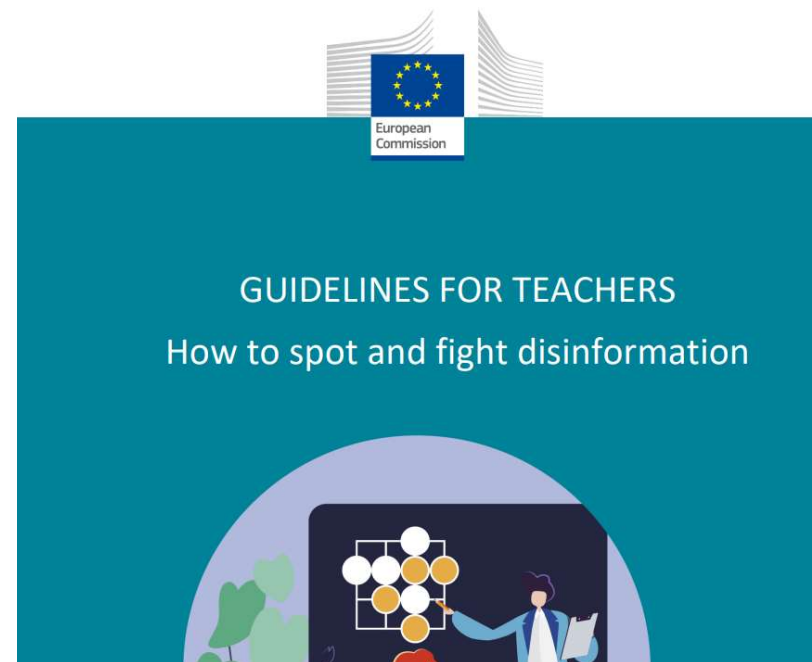 European
Commission
GUIDELINES FOR TEACHERS
How to spot and fight disinformation